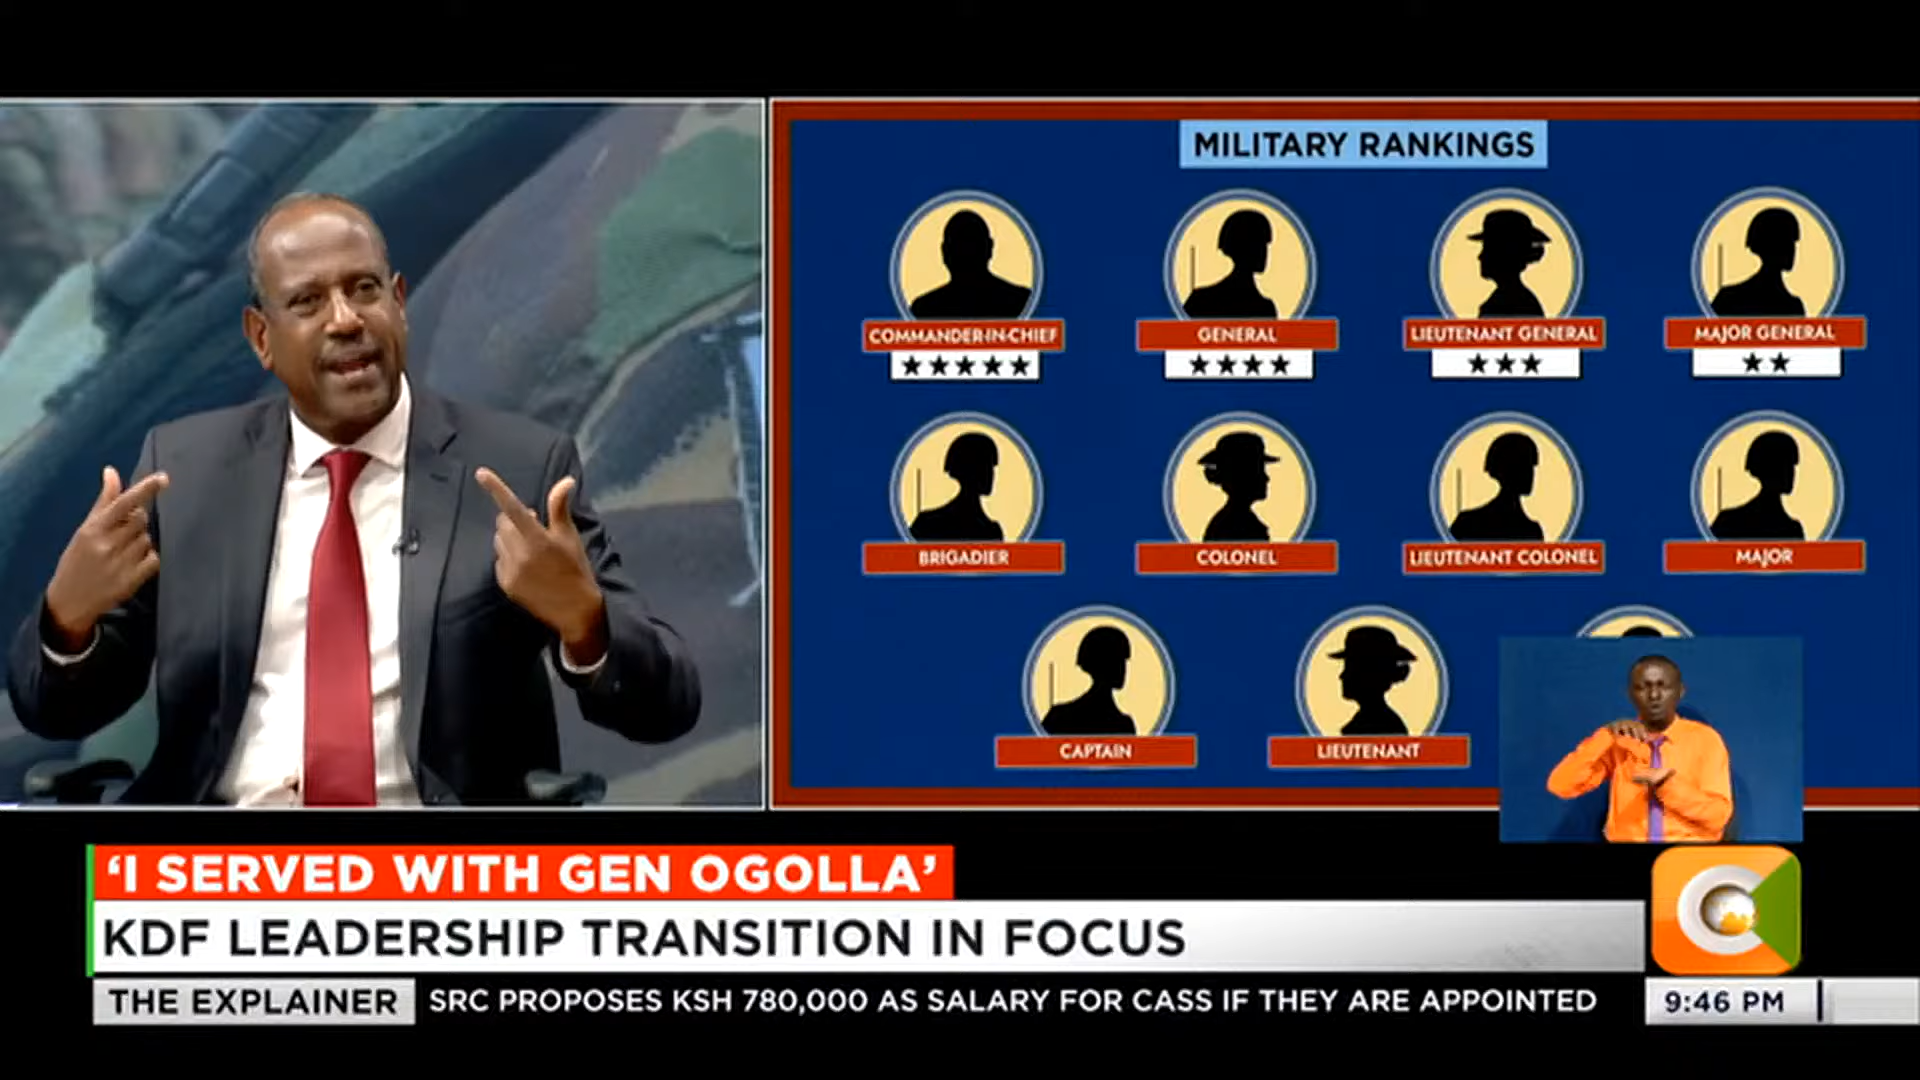 MILITARY RANKINGS
COMMANDER-IN-CHIEF
GENERAL
LIEUTENANT GENERAL
MAJOR GENERAL
BRIGADIER
COLONEL
LIEUTENANT COLONEL
MAJOR
CAPTAIN
LIEUTENANT
‘I SERVED WITH GEN OGOLLA’
KDF LEADERSHIP TRANSITION IN FOCUS
THE EXPLAINER SRC PROPOSES KSH 780,000 AS SALARY FOR CASS IF THEY ARE APPOINTED 9:46 PM